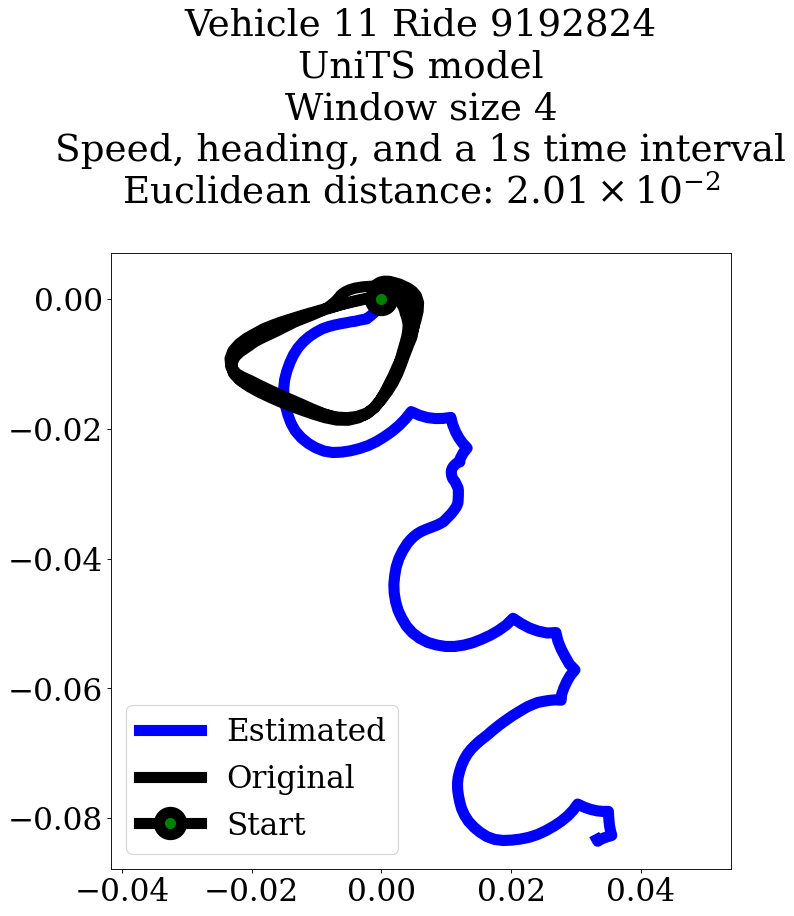 Vehicle 11 Ride 9192824
UniTS model
Window size 4
Speed, heading, and a 1s time interval
Euclidean distance: 2.01 × 10⁻²
0.00
−0.02
−0.04
−0.06
−0.08
Estimated
Original
Start
−0.04 −0.02 0.00 0.02 0.04